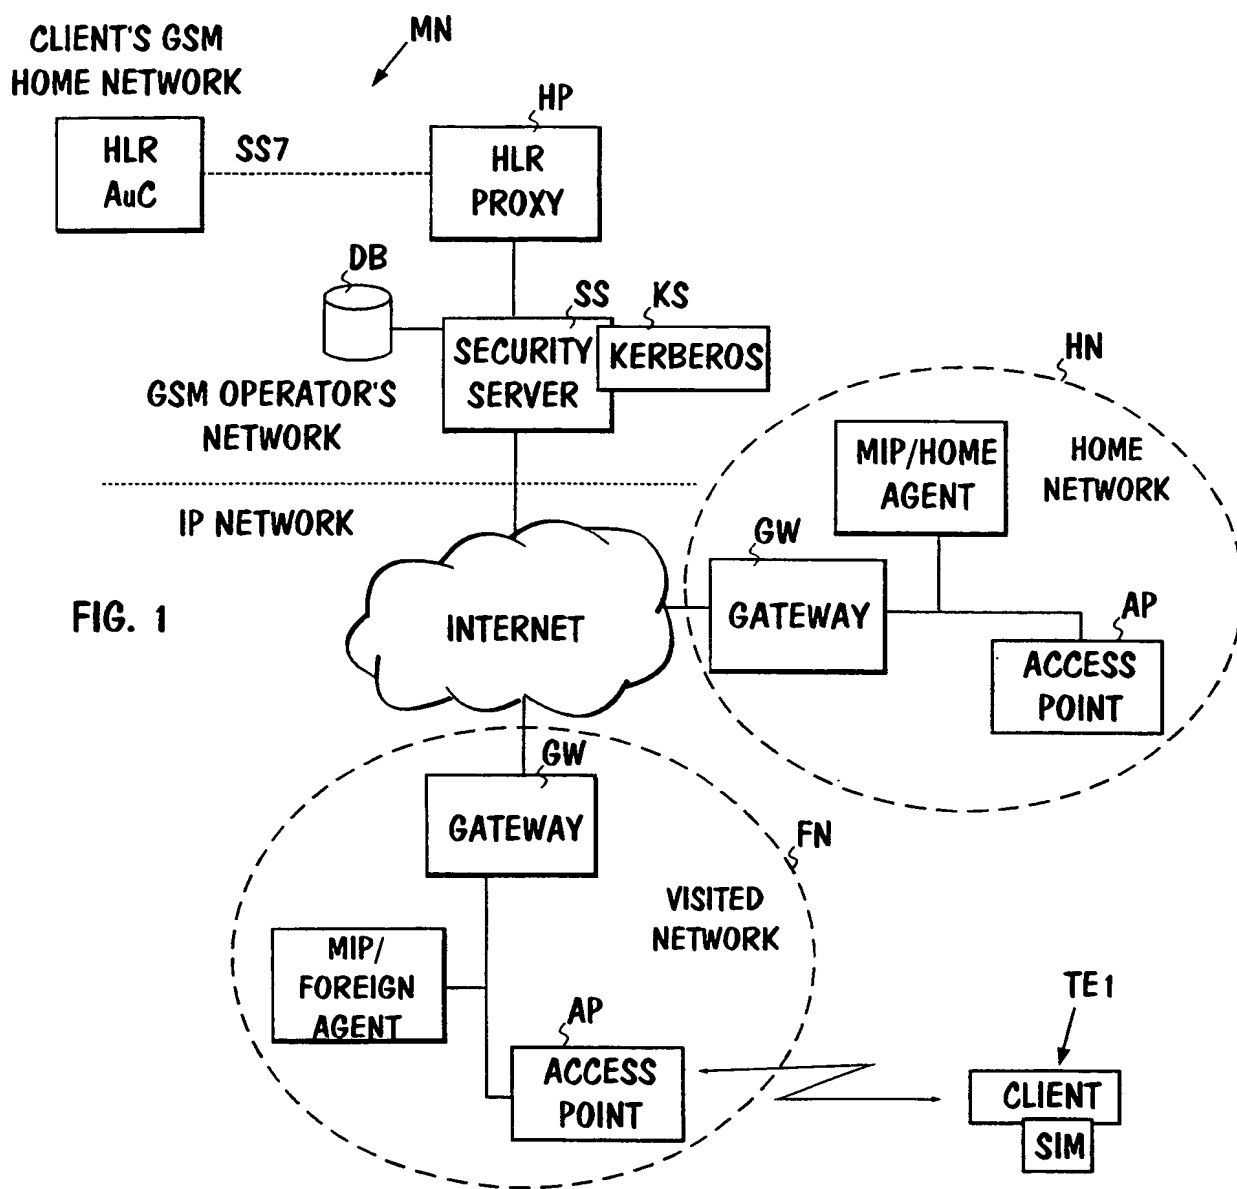 CLIENT'S GSM
HOME NETWORK
MN
HLR
AuC
SS7
HP
HLR
PROXY
DB
SS
KS
SECURITY
SERVER
KERBEROS
GSM OPERATOR'S
NETWORK
IP NETWORK
HN
MIP/HOME
AGENT
HOME
NETWORK
GW
GATEWAY
AP
ACCESS
POINT
FIG. 1
INTERNET
GW
GATEWAY
FN
VISITED
NETWORK
MIP/
FOREIGN
AGENT
AP
ACCESS
POINT
TE1
CLIENT
SIM